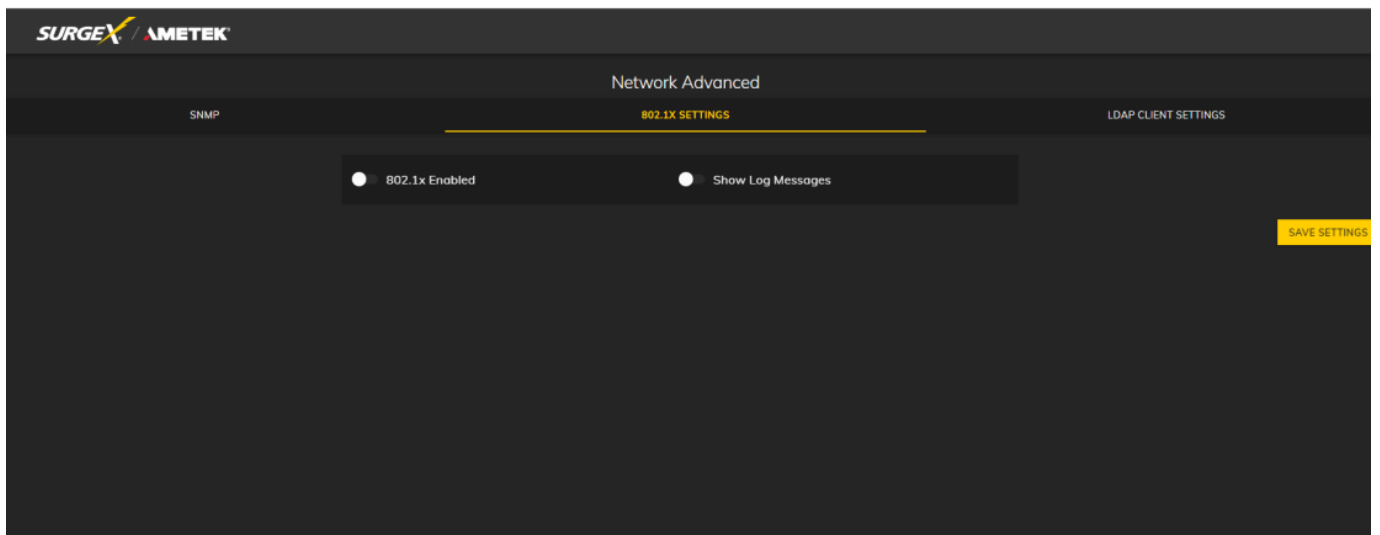 SURGEX / AMETEK
Network Advanced
SNMP 802.1X SETTINGS LDAP CLIENT SETTINGS
802.1x Enabled Show Log Messages
SAVE SETTINGS